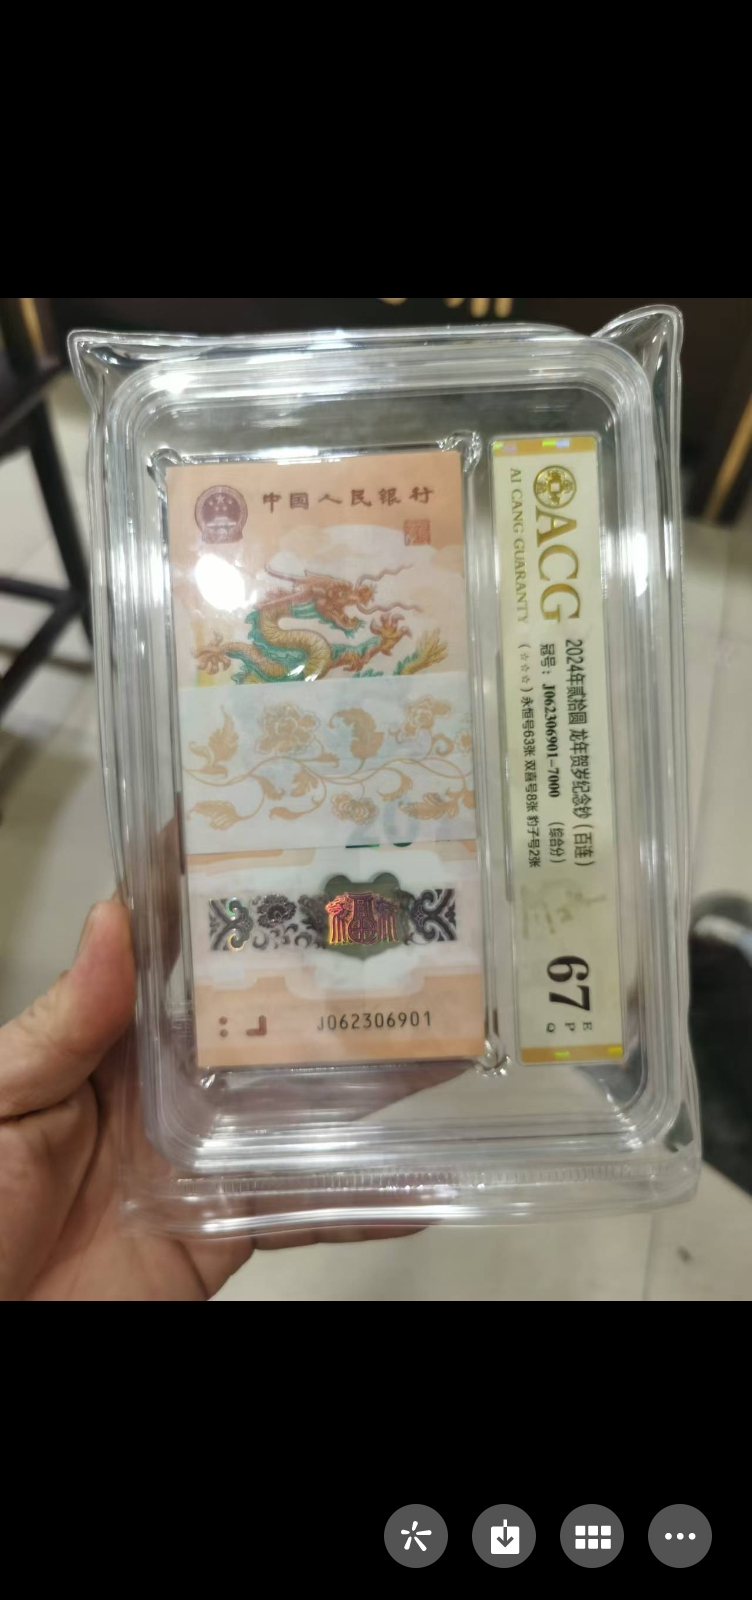 中国人民银行
20
J062306901
ACG
AI CANG GUARANTY
2024年贰拾圆 龙年贺岁纪念钞（百连）
冠号：J062306901-7000 （综合分）
（☆☆☆）永恒号63张 双喜号8张 豹子号2张
67
E
P
Q